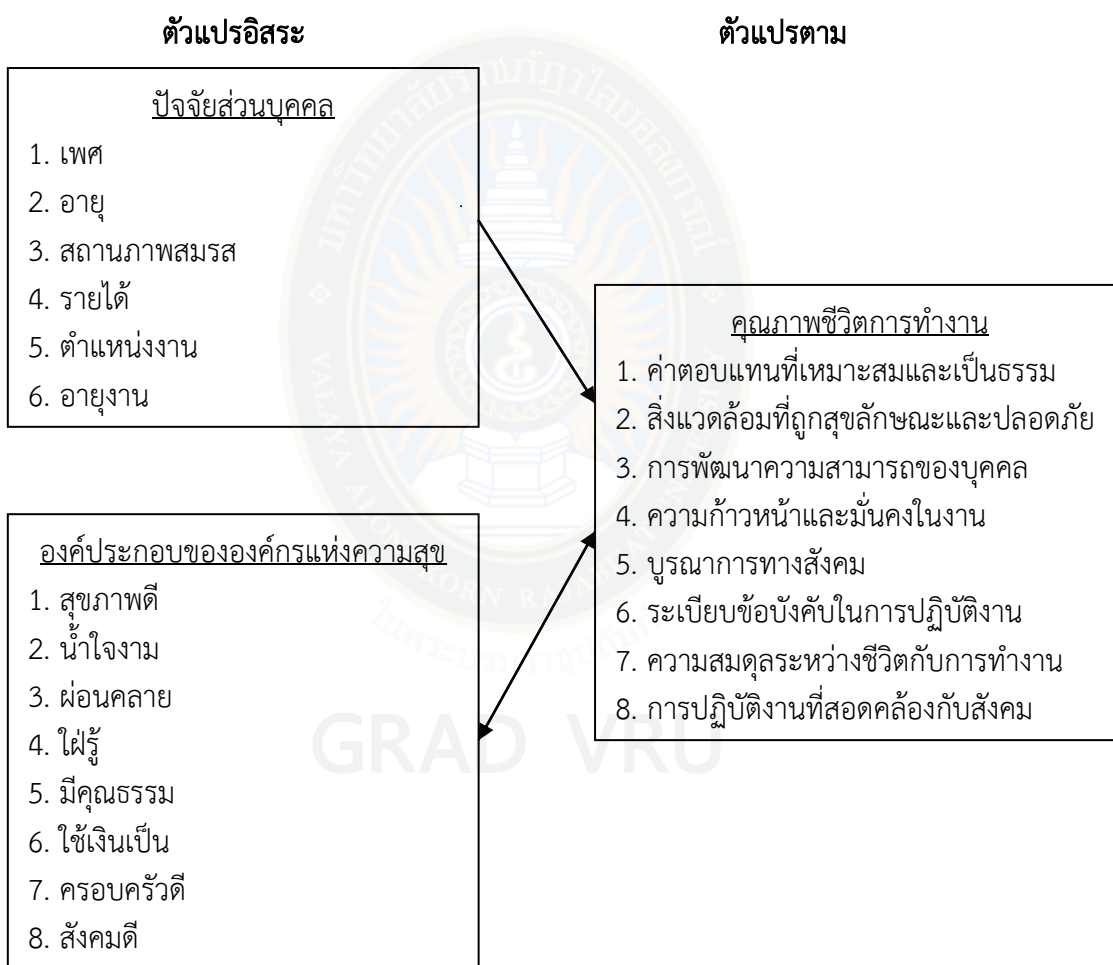 ตัวแปรอิสระ
ตัวแปรตาม
ปัจจัยส่วนบุคคล
1. เพศ
2. อายุ
3. สถานภาพสมรส
4. รายได้
5. ตำแหน่งงาน
6. อายุงาน
คุณภาพชีวิตการทำงาน
1. ค่าตอบแทนที่เหมาะสมและเป็นธรรม
2. สิ่งแวดล้อมที่ถูกสุขลักษณะและปลอดภัย
3. การพัฒนาความสามารถของบุคคล
4. ความก้าวหน้าและมั่นคงในงาน
5. บูรณาการทางสังคม
6. ระเบียบข้อบังคับในการปฏิบัติงาน
7. ความสมดุลระหว่างชีวิตกับการทำงาน
8. การปฏิบัติงานที่สอดคล้องกับสังคม
องค์ประกอบขององค์กรแห่งความสุข
1. สุขภาพดี
2. น้ำใจงาม
3. ผ่อนคลาย
4. ใฝ่รู้
5. มีคุณธรรม
6. ใช้เงินเป็น
7. ครอบครัวดี
8. สังคมดี
GRAD VRU